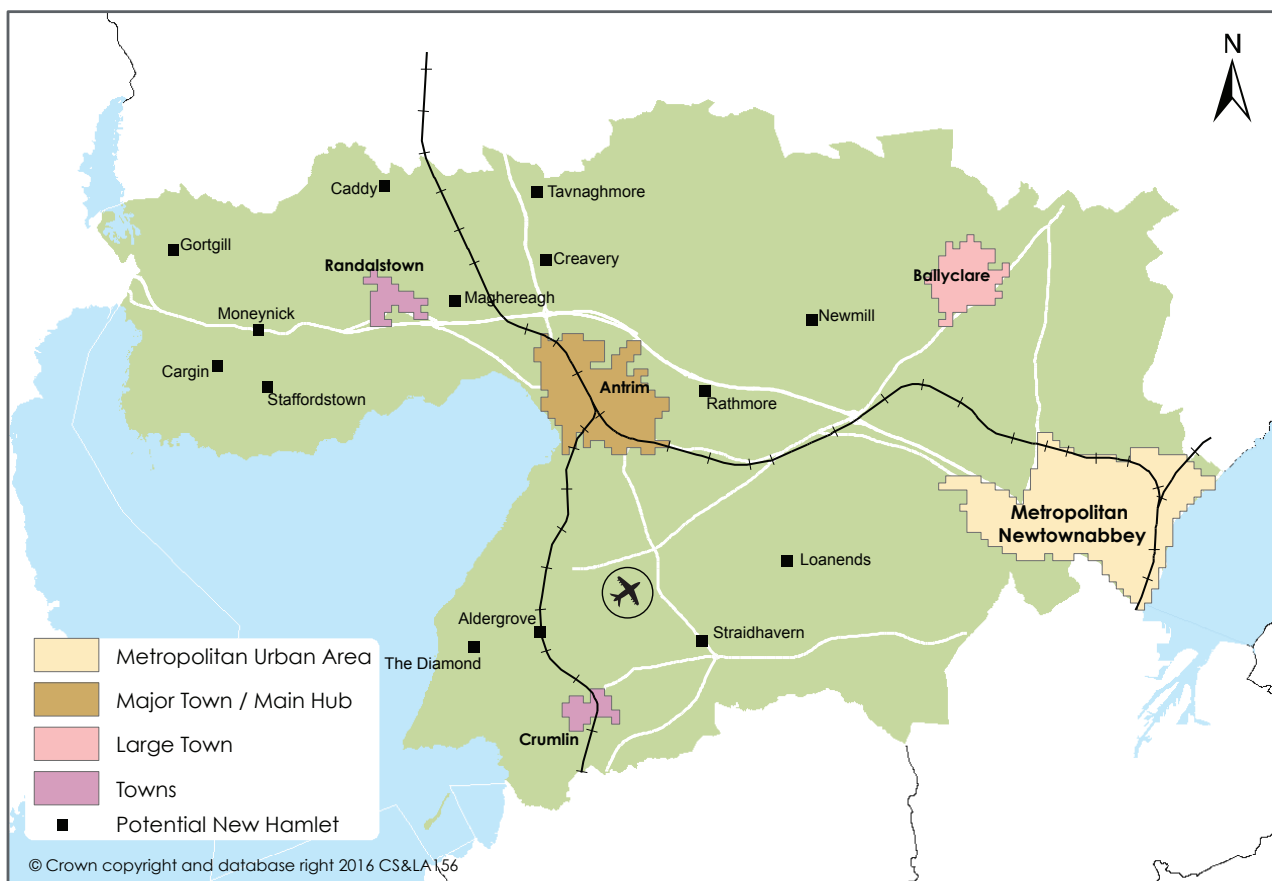 N
Caddy
Tavnaghmore
Gortgill
Creavery
Randalstown
Ballyclare
Maghereagh
Moneynick
Newmill
Cargin
Staffordstown
Antrim
Rathmore
Metropolitan
Newtownabbey
Loanends
Aldergrove
Straidhavern
The Diamond
Crumlin
Metropolitan Urban Area
Major Town / Main Hub
Large Town
Towns
Potential New Hamlet
© Crown copyright and database right 2016 CS&LA156